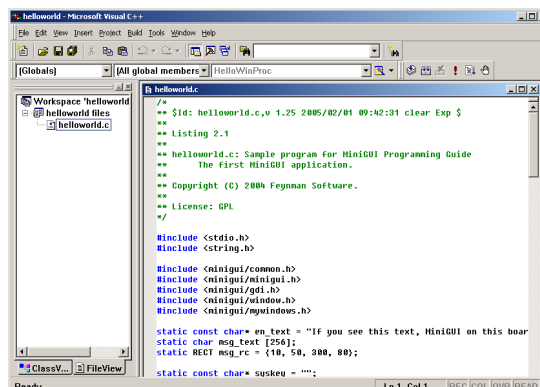 helloworld - Microsoft Visual C++
File Edit View Insert Project Build Tools Window Help
(Globals) (All global members HelloWinProc
helloworld.c
Workspace 'helloworld
helloworld files
helloworld.c
/*
** $Id: helloworld.c,v 1.25 2005/02/01 09:42:31 clear Exp $
**
** Listing 2.1
**
** helloworld.c: Sample program for MiniGUI Programming Guide
**      The first MiniGUI application.
**
** Copyright (C) 2004 Feynman Software.
**
** License: GPL
*/
#include <stdio.h>
#include <string.h>
#include <minigui/common.h>
#include <minigui/minigui.h>
#include <minigui/gdi.h>
#include <minigui/window.h>
#include <minigui/mywindows.h>
static const char* en_text = "If you see this text, MiniGUI on this boar
static char msg_text [256];
static RECT msg_rc = {10, 50, 300, 80};
static const char* syskey = "";
ClassV... FileView
Ready Ln 1, Col 1 REC COL OVR READ